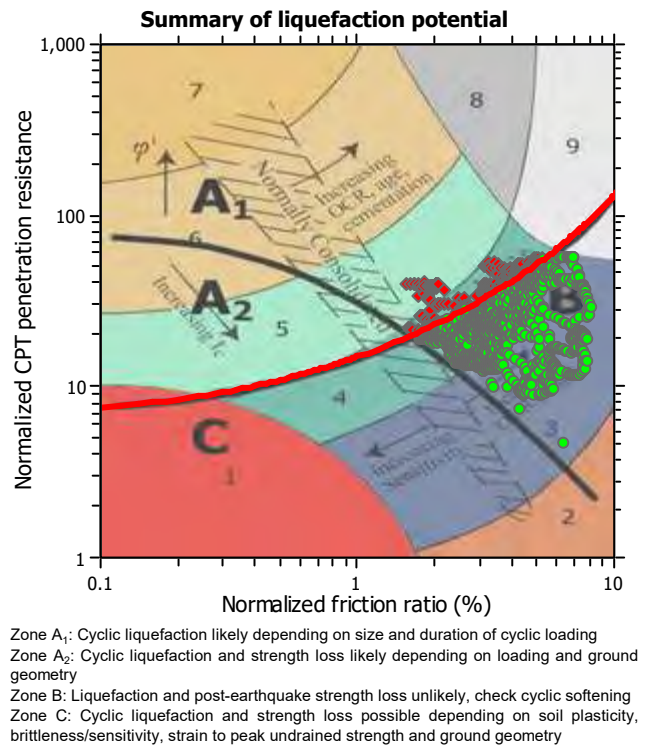 Summary of liquefaction potential
1,000
100
10
1
Normalized CPT penetration resistance
7
8
9
φ'
A1
Normally Consolidated
Increasing
OCR, age,
cementation
6
A2
Increasing fc
5
B
4
C
1
Increasing
Sensitivity
3
2
0.1
1
10
Normalized friction ratio (%)
Zone A1: Cyclic liquefaction likely depending on size and duration of cyclic loading
Zone A2: Cyclic liquefaction and strength loss likely depending on loading and ground
geometry
Zone B: Liquefaction and post-earthquake strength loss unlikely, check cyclic softening
Zone C: Cyclic liquefaction and strength loss possible depending on soil plasticity,
brittleness/sensitivity, strain to peak undrained strength and ground geometry